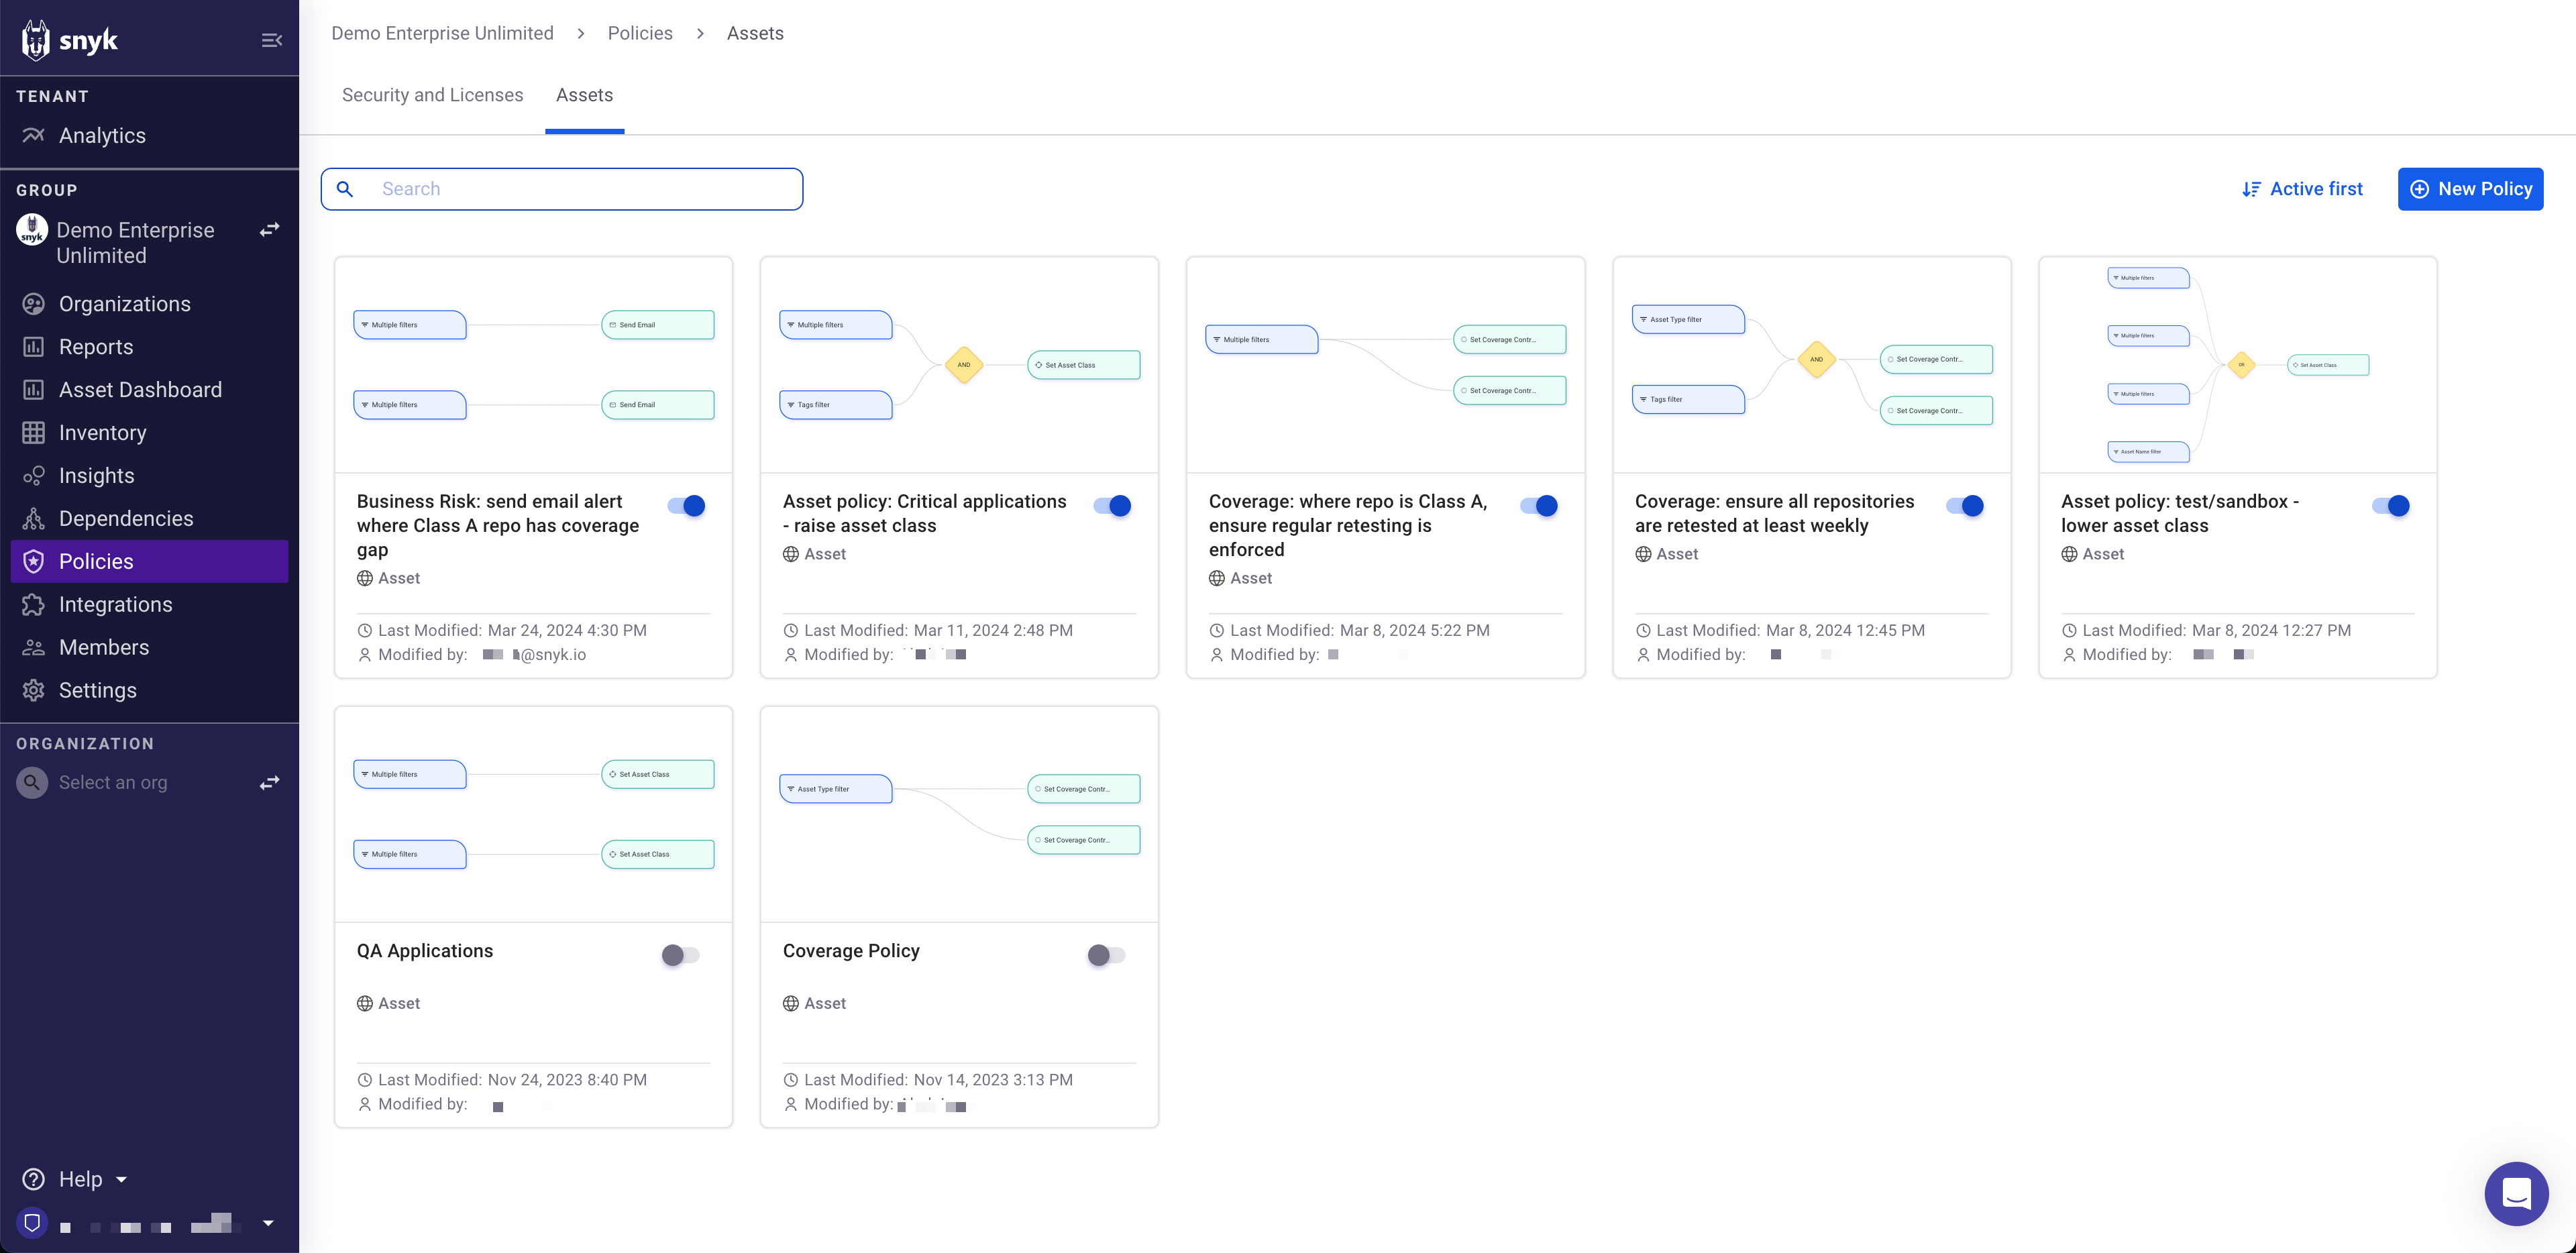 snyk
TENANT
Analytics
GROUP
snyk
Demo Enterprise
Unlimited
Organizations
Reports
Asset Dashboard
Inventory
Insights
Dependencies
Policies
Integrations
Members
Settings
ORGANIZATION
Select an org
Help
Demo Enterprise Unlimited > Policies > Assets
Security and Licenses Assets
Search
Active first
New Policy
Multiple filters
Send Email
Multiple filters
Send Email
Business Risk: send email alert
where Class A repo has coverage
gap
Asset
Last Modified: Mar 24, 2024 4:30 PM
Modified by: @snyk.io
Multiple filters
Tags filter
AND
Set Asset Class
Asset policy: Critical applications
- raise asset class
Asset
Last Modified: Mar 11, 2024 2:48 PM
Modified by:
Multiple filters
Set Coverage Contr...
Set Coverage Contr...
Coverage: where repo is Class A,
ensure regular retesting is
enforced
Asset
Last Modified: Mar 8, 2024 5:22 PM
Modified by:
Asset Type filter
Tags filter
AND
Set Coverage Contr...
Set Coverage Contr...
Coverage: ensure all repositories
are retested at least weekly
Asset
Last Modified: Mar 8, 2024 12:45 PM
Modified by:
Multiple filters
Multiple filters
Multiple filters
Asset Name filter
OR
Set Asset Class
Asset policy: test/sandbox -
lower asset class
Asset
Last Modified: Mar 8, 2024 12:27 PM
Modified by:
Multiple filters
Set Asset Class
Multiple filters
Set Asset Class
QA Applications
Asset
Last Modified: Nov 24, 2023 8:40 PM
Modified by:
Asset Type filter
Set Coverage Contr...
Set Coverage Contr...
Coverage Policy
Asset
Last Modified: Nov 14, 2023 3:13 PM
Modified by: